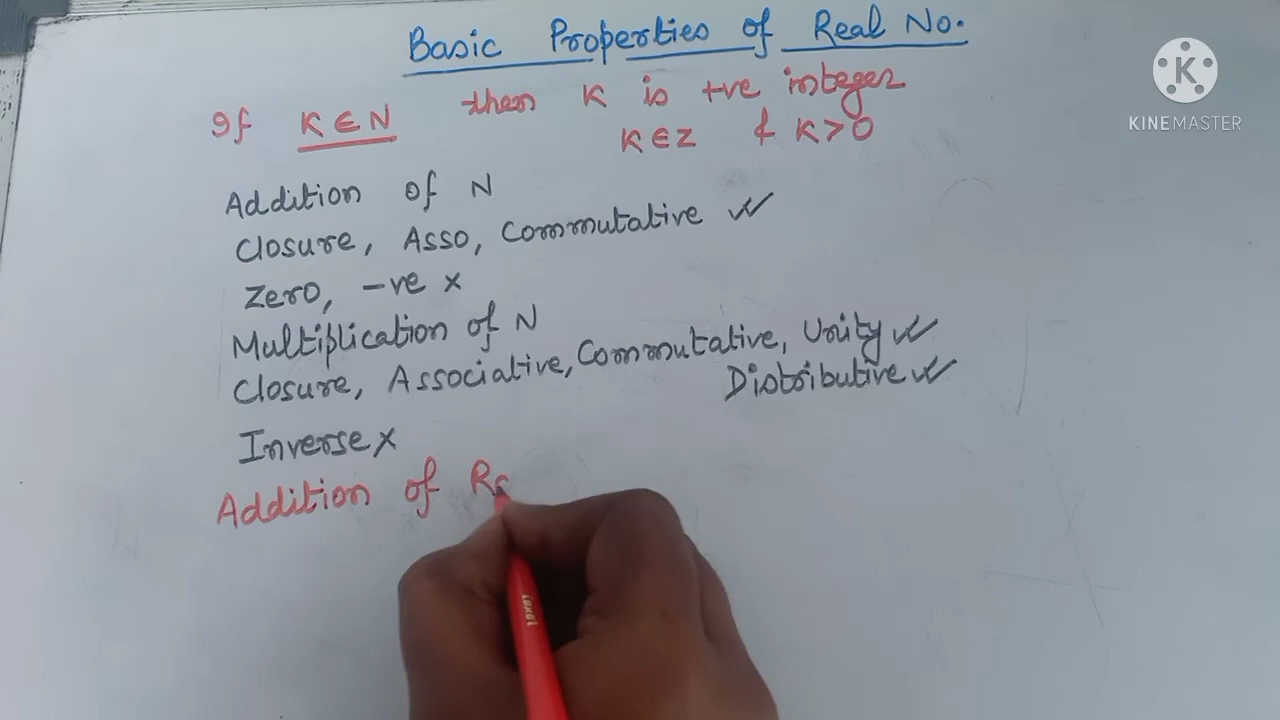 Basic Properties of Real No.
If K ∈ N then K is +ve integer
K ∈ Z & K > 0
Addition of N
Closure, Asso, Commutative ✓✓
Zero, -ve ×
Multiplication of N
Closure, Associative, Commutative, Unity ✓✓
Distributive ✓✓
Inverse ×
Addition of
K
KINEMASTER